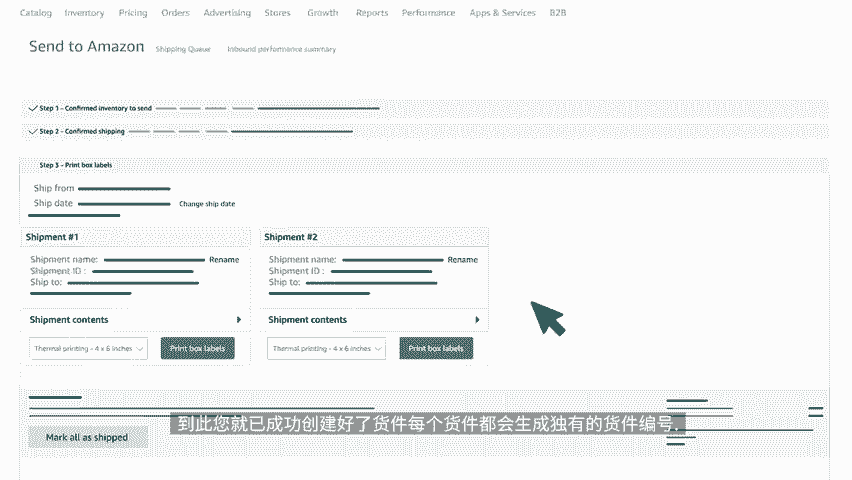 Catalog Inventory Pricing Orders Advertising Stores Growth Reports Performance Apps & Services B2B
Send to Amazon Shipping Queue Inbound performance summary
Step 1 - Confirmed inventory to send
Step 2 - Confirmed shipping
Step 3 - Print box labels
Ship from
Ship date Change ship date
Shipment #1
Shipment name: Rename
Shipment ID :
Ship to:
Shipment contents
Thermal printing - 4 x 6 inches Print box labels
Shipment #2
Shipment name: Rename
Shipment ID :
Ship to:
Shipment contents
Thermal printing - 4 x 6 inches Print box labels
到此您就已成功创建好了货件每个货件都会生成独有的货件编号
Mark all as shipped